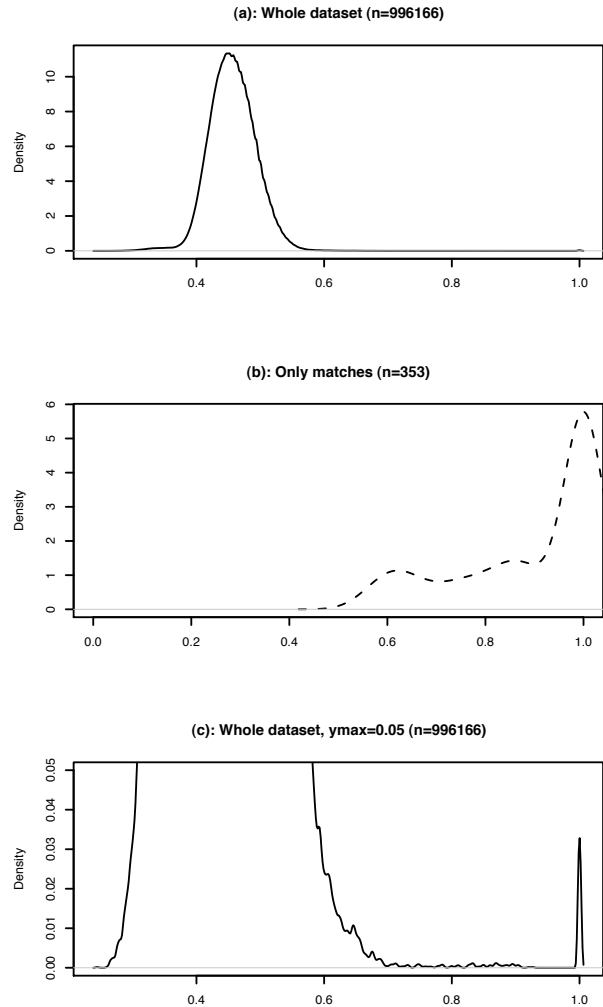 (a): Whole dataset (n=996166)
Density
10
8
6
4
2
0
0.4 0.6 0.8 1.0
(b): Only matches (n=353)
Density
6
5
4
3
2
1
0
0.0 0.2 0.4 0.6 0.8 1.0
(c): Whole dataset, ymax=0.05 (n=996166)
Density
0.05
0.04
0.03
0.02
0.01
0.00
0.4 0.6 0.8 1.0